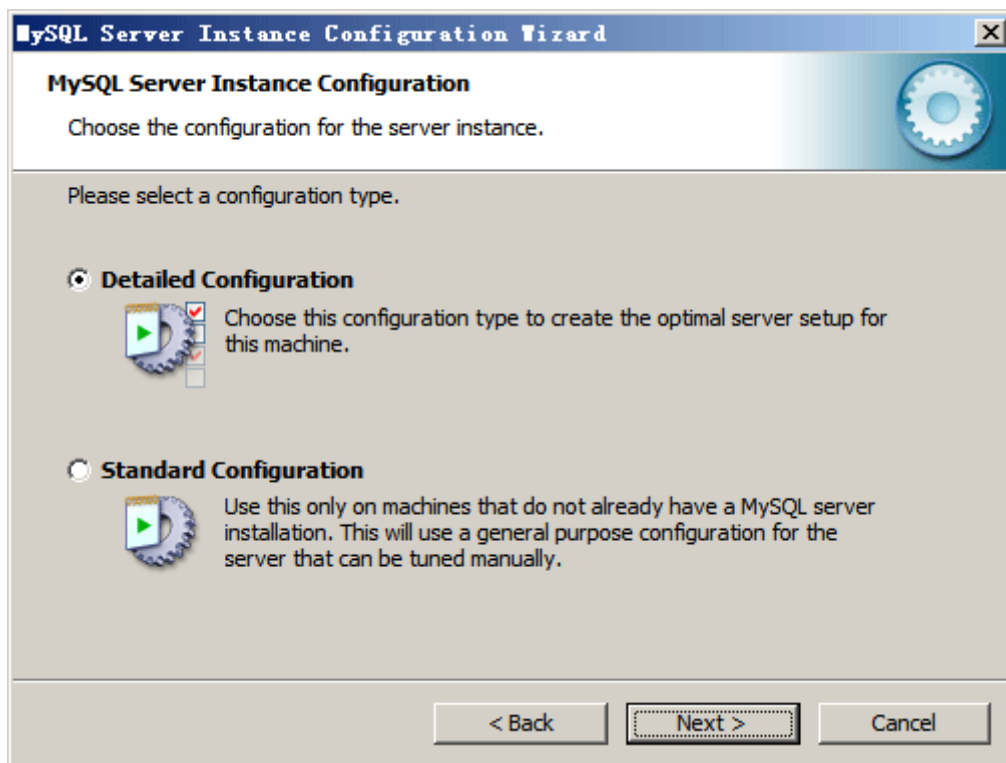 MySQL Server Instance Configuration Wizard
MySQL Server Instance Configuration
Choose the configuration for the server instance.
Please select a configuration type.
Detailed Configuration
Choose this configuration type to create the optimal server setup for
this machine.
Standard Configuration
Use this only on machines that do not already have a MySQL server
installation. This will use a general purpose configuration for the
server that can be tuned manually.
< Back
Next >
Cancel